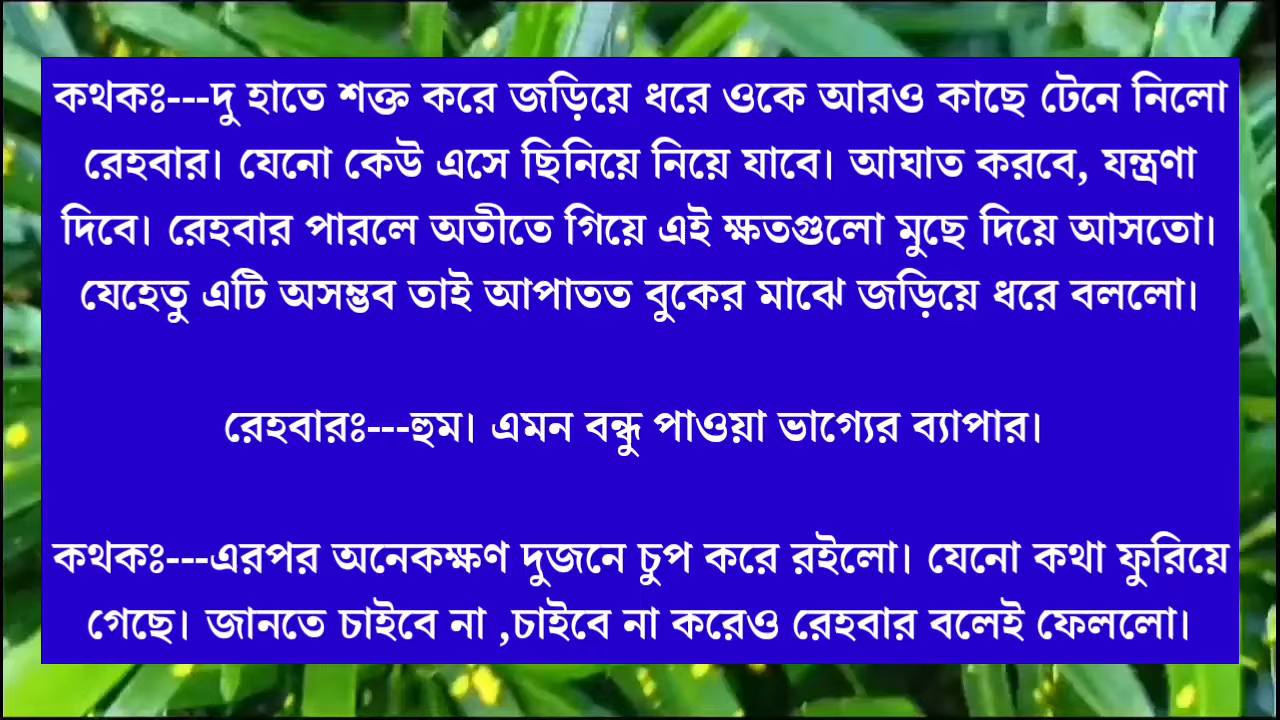 কথকঃ---দু হাতে শক্ত করে জড়িয়ে ধরে ওকে আরও কাছে টেনে নিলো
রেহবার। যেনো কেউ এসে ছিনিয়ে নিয়ে যাবে। আঘাত করবে, যন্ত্রণা
দিবে। রেহবার পারলে অতীতে গিয়ে এই ক্ষতগুলো মুছে দিয়ে আসতো।
যেহেতু এটি অসম্ভব তাই আপাতত বুকের মাঝে জড়িয়ে ধরে বললো।
রেহবারঃ---হুম। এমন বন্ধু পাওয়া ভাগ্যের ব্যাপার।
কথকঃ---এরপর অনেকক্ষণ দুজনে চুপ করে রইলো। যেনো কথা ফুরিয়ে
গেছে। জানতে চাইবে না ,চাইবে না করেও রেহবার বলেই ফেললো।